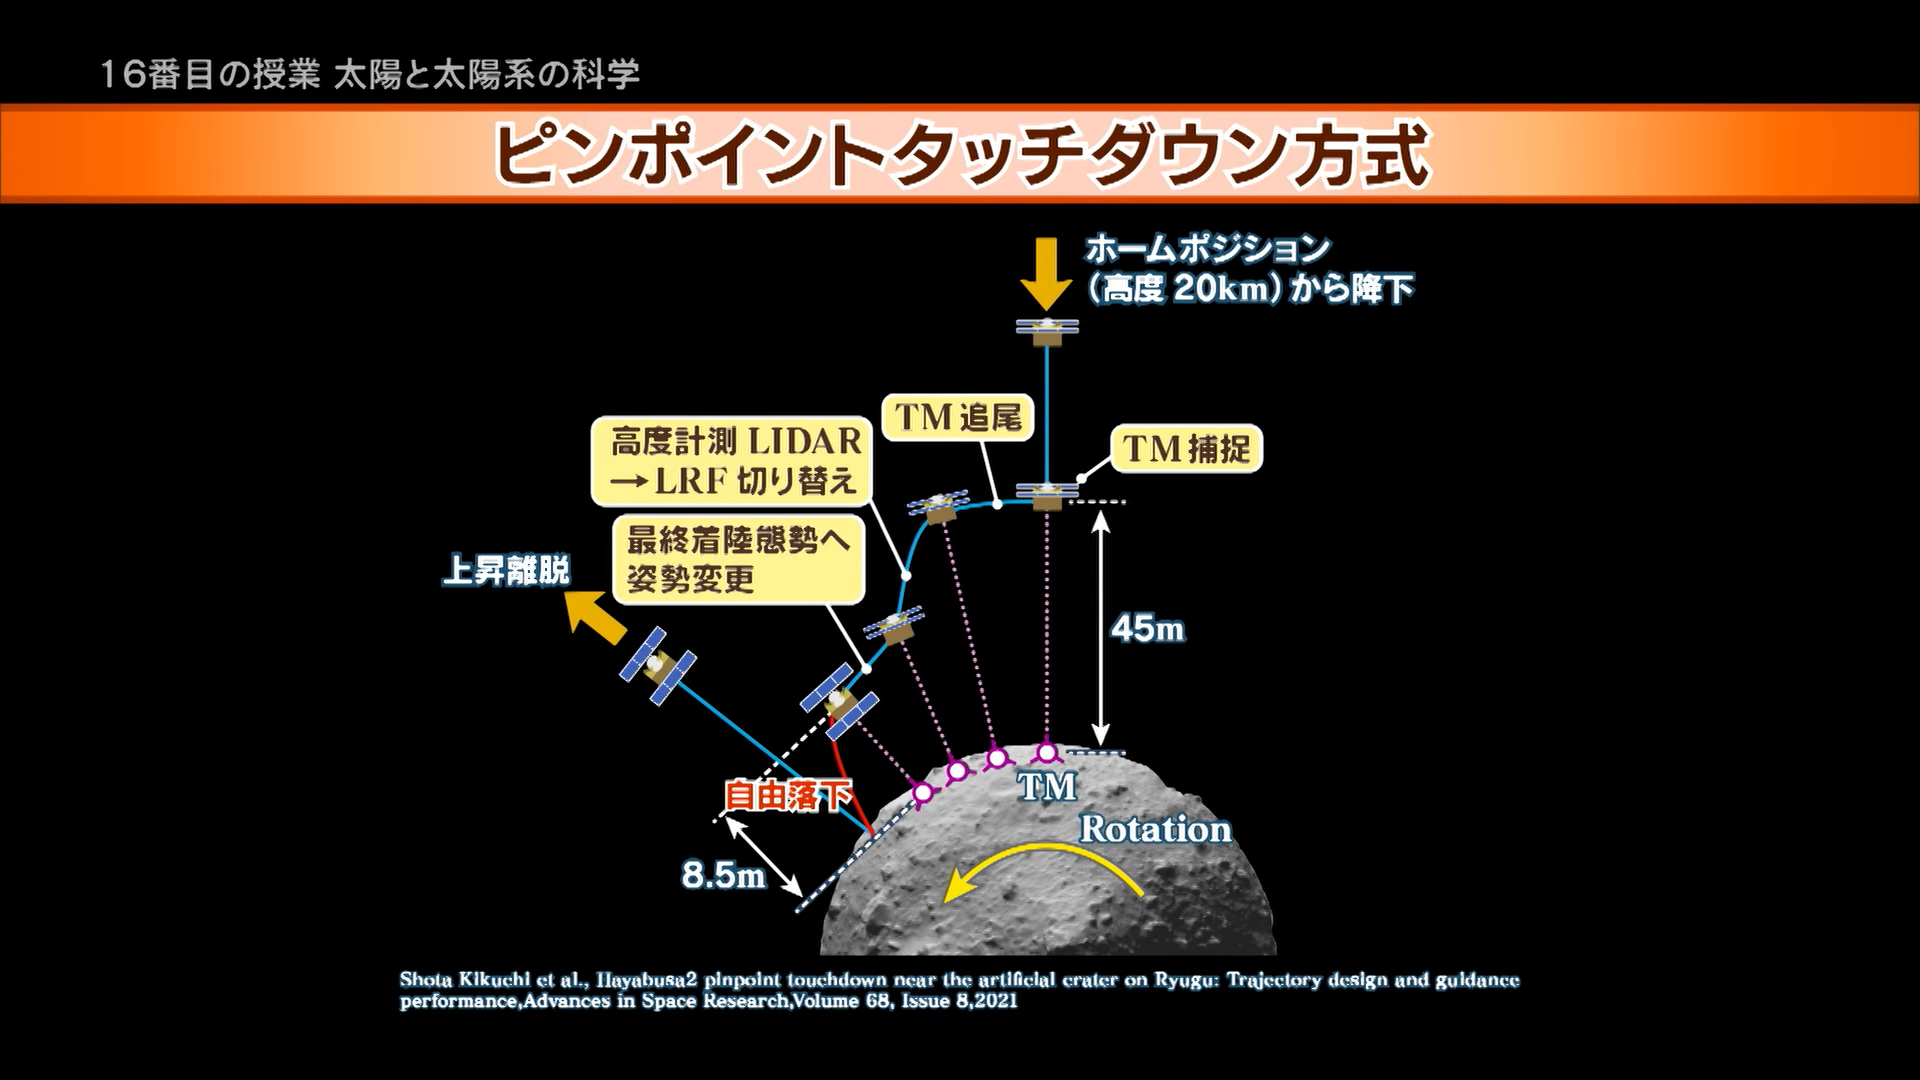 16番目の授業 太陽と太陽系の科学
ピンポイントタッチダウン方式
ホームポジション
（高度 20km）から降下
TM 追尾
TM 捕捉
高度計測 LIDAR
→LRF 切り替え
最終着陸態勢へ
姿勢変更
上昇離脱
45m
自由落下
TM
Rotation
8.5m
Shota Kikuchi et al., Hayabusa2 pinpoint touchdown near the artificial crater on Ryugu: Trajectory design and guidance
performance,Advances in Space Research,Volume 68, Issue 8,2021